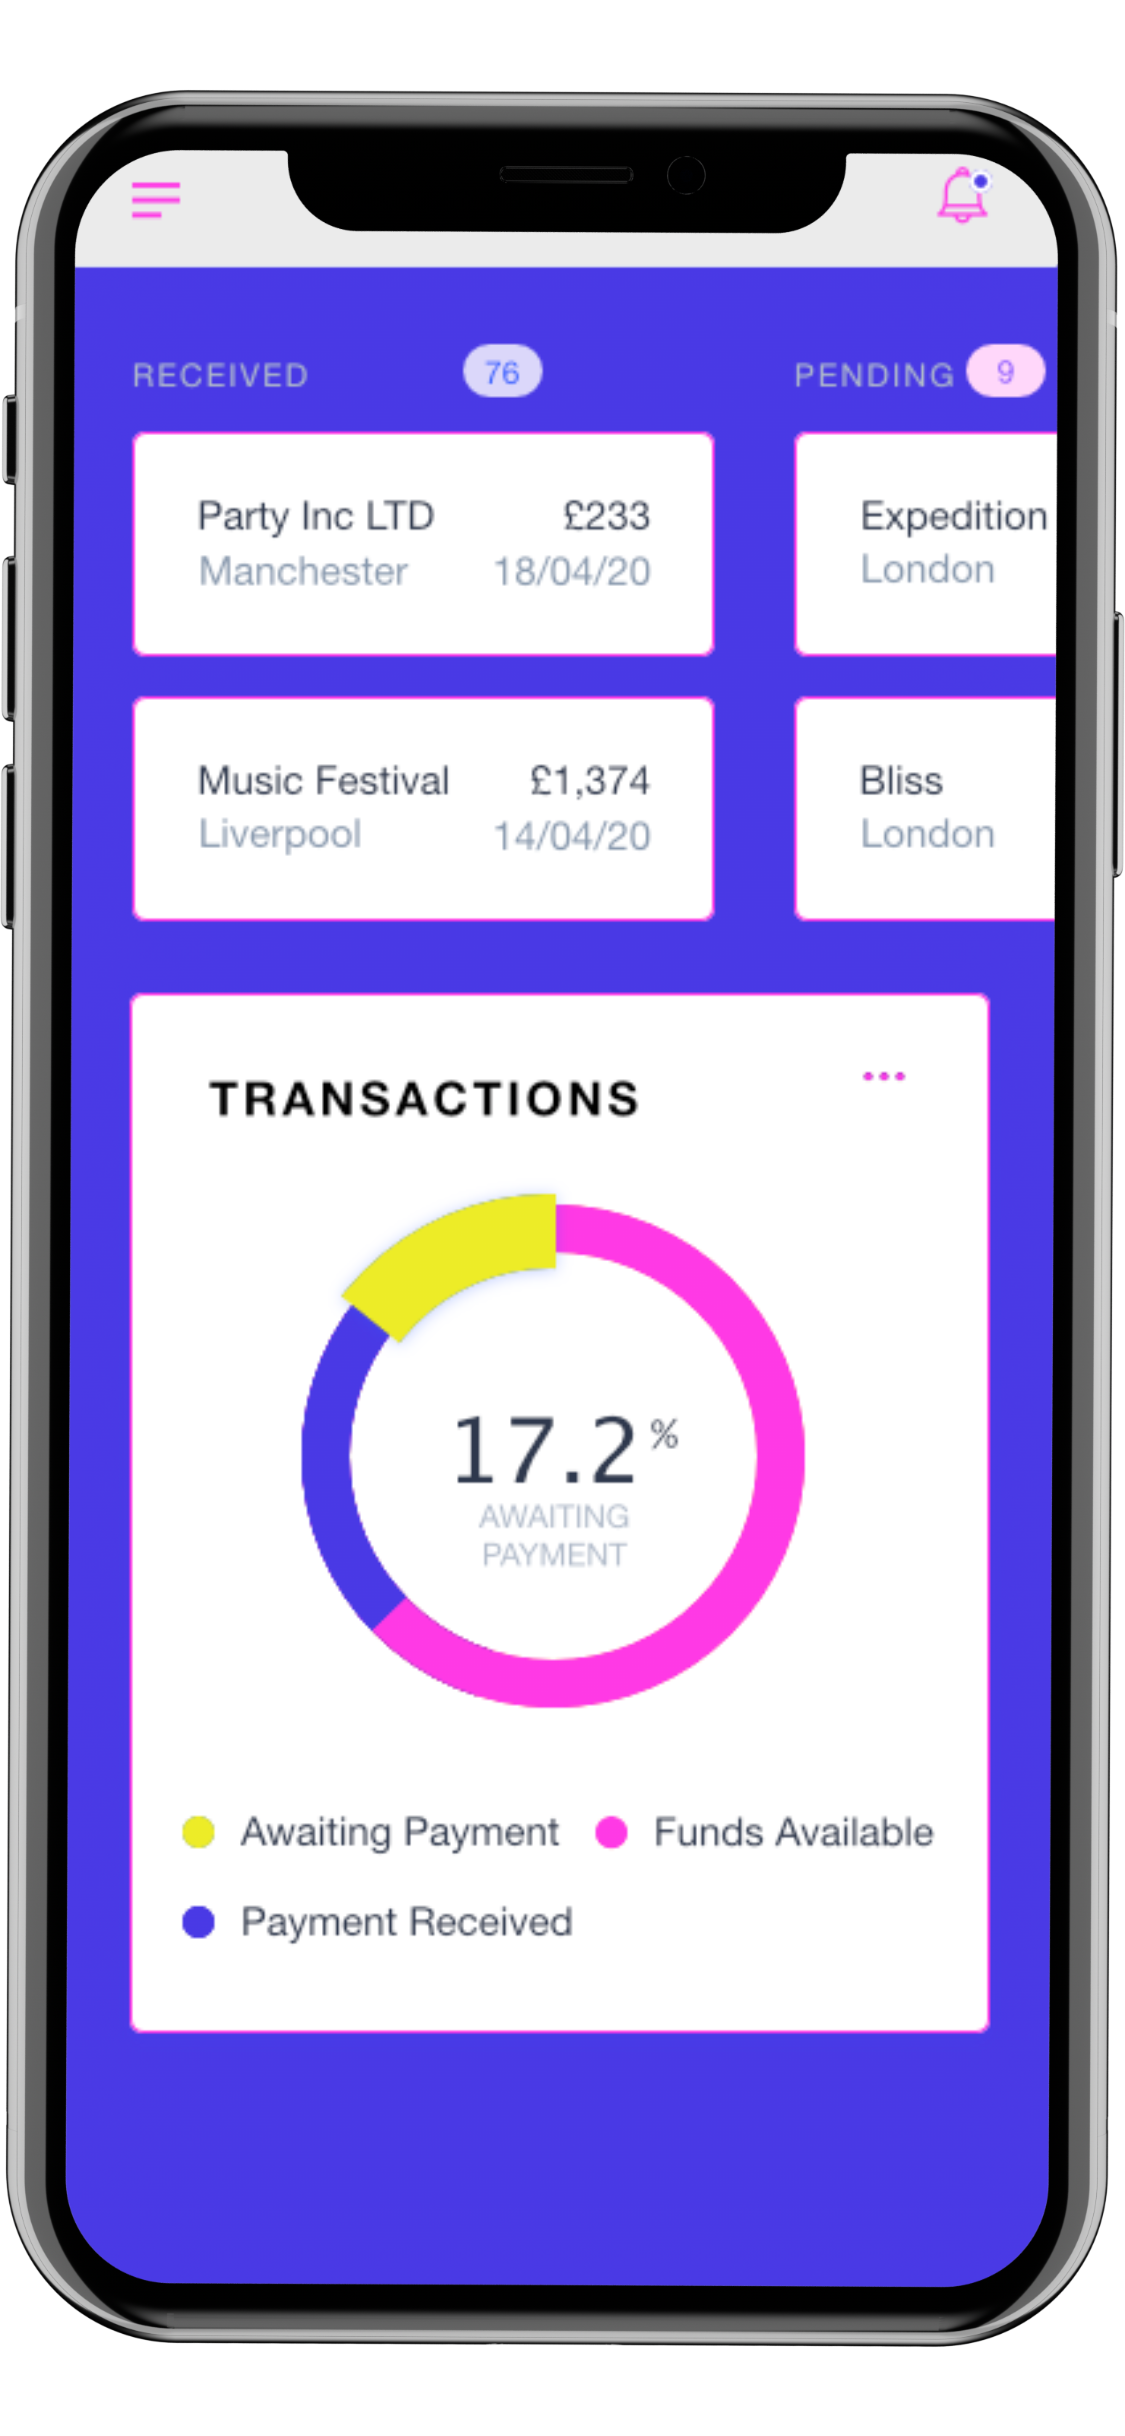 RECEIVED 76
PENDING 9
Party Inc LTD £233
Manchester 18/04/20
Expedition
London
Music Festival £1,374
Liverpool 14/04/20
Bliss
London
TRANSACTIONS
17.2%
AWAITING
PAYMENT
Awaiting Payment
Funds Available
Payment Received